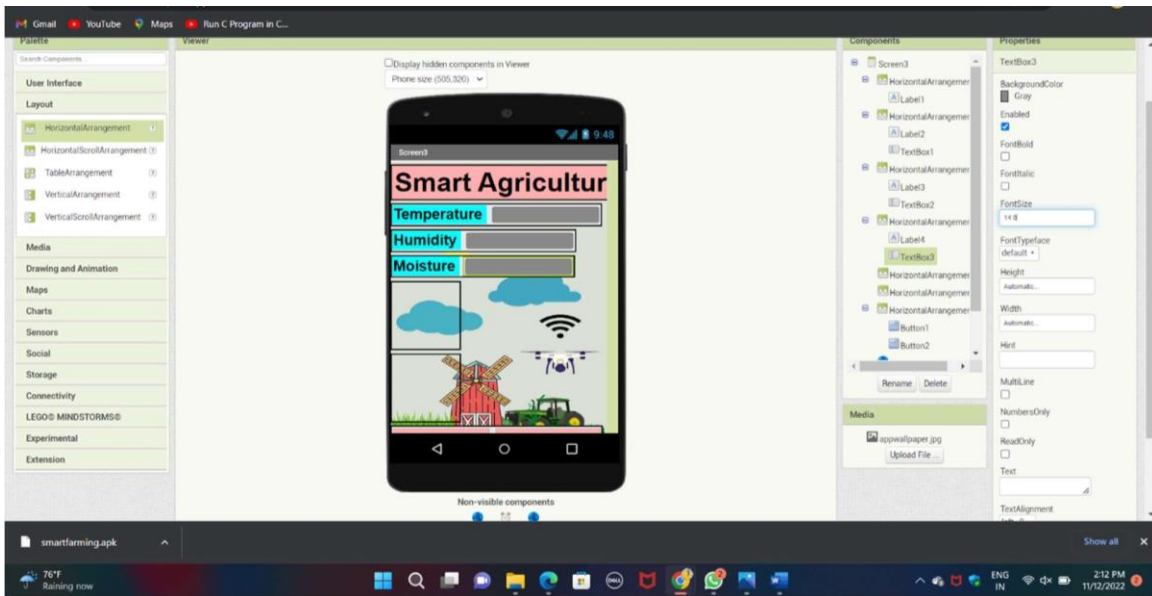 Gmail YouTube Maps Run C Program in C...
Palette Viewer Components Properties
Search Components...
User Interface
Layout
HorizontalArrangement
HorizontalScrollArrangement
TableArrangement
VerticalArrangement
VerticalScrollArrangement
Media
Drawing and Animation
Maps
Charts
Sensors
Social
Storage
Connectivity
LEGO® MINDSTORMS®
Experimental
Extension
Display hidden components in Viewer
Phone size (505,320)
9:48
Screen3
Smart Agricultur
Temperature
Humidity
Moisture
Non-visible components
Screen3
HorizontalArrangemer
Label1
HorizontalArrangemer
Label2
TextBox1
HorizontalArrangemer
Label3
TextBox2
HorizontalArrangemer
Label4
TextBox3
HorizontalArrangemer
HorizontalArrangemer
HorizontalArrangemer
Button1
Button2
Rename Delete
Media
appwallpaper.jpg
Upload File ...
TextBox3
BackgroundColor
Gray
Enabled
FontBold
FontItalic
FontSize
14.0
FontTypeface
default
Height
Automatic...
Width
Automatic...
Hint
MultiLine
NumbersOnly
ReadOnly
Text
TextAlignment
smartfarming.apk
Show all
76°F
Raining now
DELL
ENG
IN
2:12 PM
11/12/2022